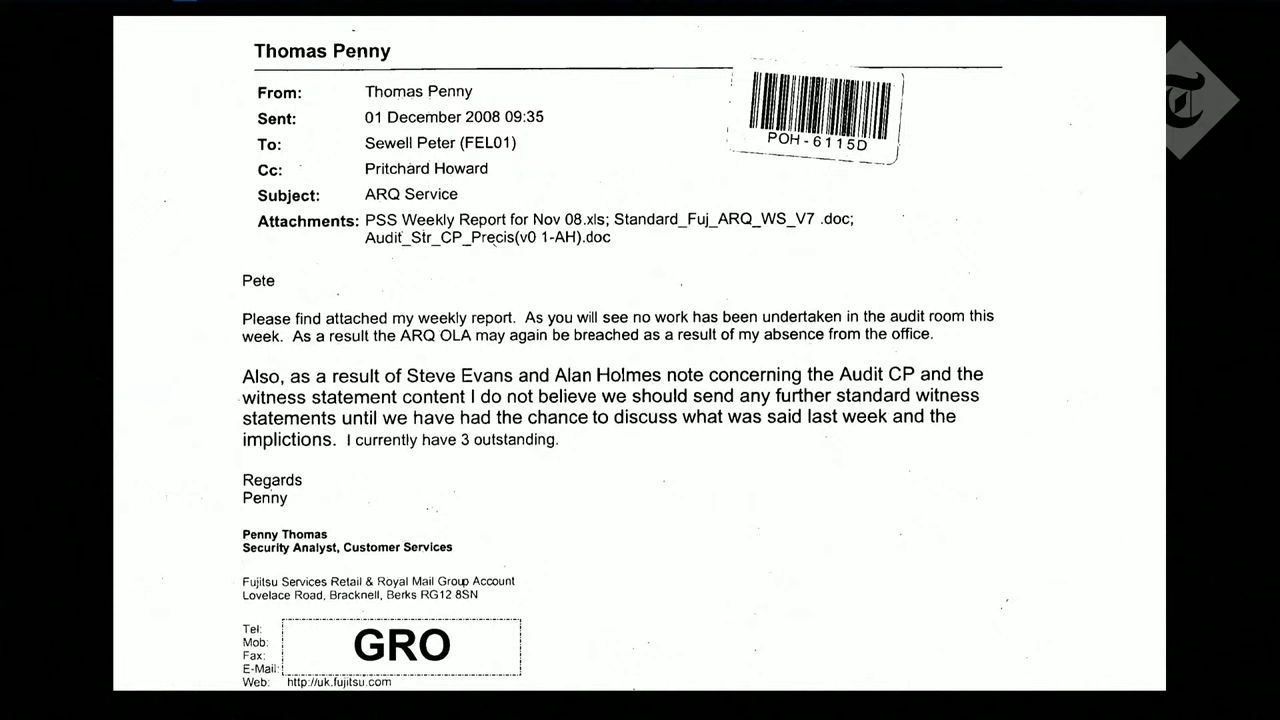 Thomas Penny
From: Thomas Penny
Sent: 01 December 2008 09:35
To: Sewell Peter (FEL01)
Cc: Pritchard Howard
Subject: ARQ Service
Attachments: PSS Weekly Report for Nov 08.xls; Standard_Fuj_ARQ_WS_V7 .doc;
Audit_Str_CP_Precis(v0 1-AH).doc
POH-6115D
T
Pete
Please find attached my weekly report. As you will see no work has been undertaken in the audit room this
week. As a result the ARQ OLA may again be breached as a result of my absence from the office.
Also, as a result of Steve Evans and Alan Holmes note concerning the Audit CP and the
witness statement content I do not believe we should send any further standard witness
statements until we have had the chance to discuss what was said last week and the
implictions. I currently have 3 outstanding.
Regards
Penny
Penny Thomas
Security Analyst, Customer Services
Fujitsu Services Retail & Royal Mail Group Account
Lovelace Road, Bracknell, Berks RG12 8SN
Tel:
Mob:
Fax:
E-Mail:
GRO
Web: http://uk.fujitsu.com